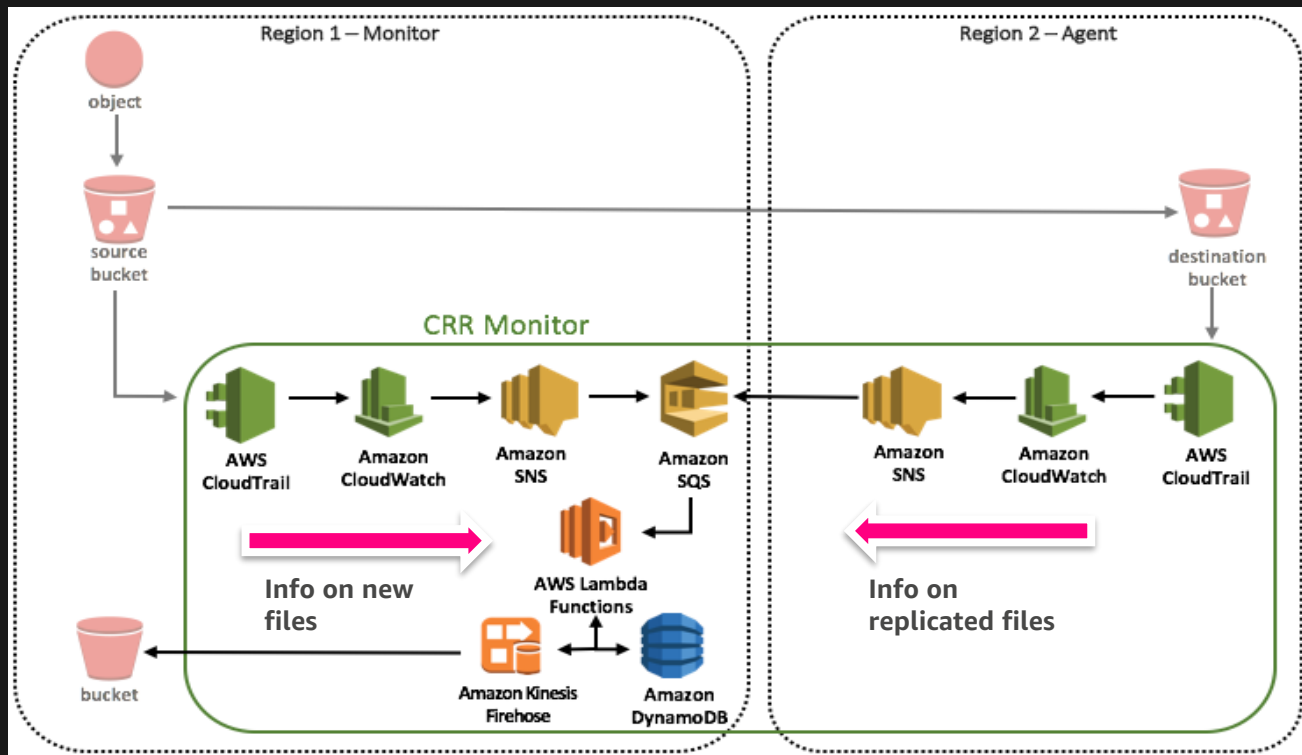 Region 1 – Monitor
Region 2 – Agent
object
source
bucket
destination
bucket
CRR Monitor
AWS
CloudTrail
Amazon
CloudWatch
Amazon
SNS
Amazon
SQS
Amazon
SNS
Amazon
CloudWatch
AWS
CloudTrail
Info on new
files
AWS Lambda
Functions
Info on
replicated files
bucket
Amazon Kinesis
Firehose
Amazon
DynamoDB